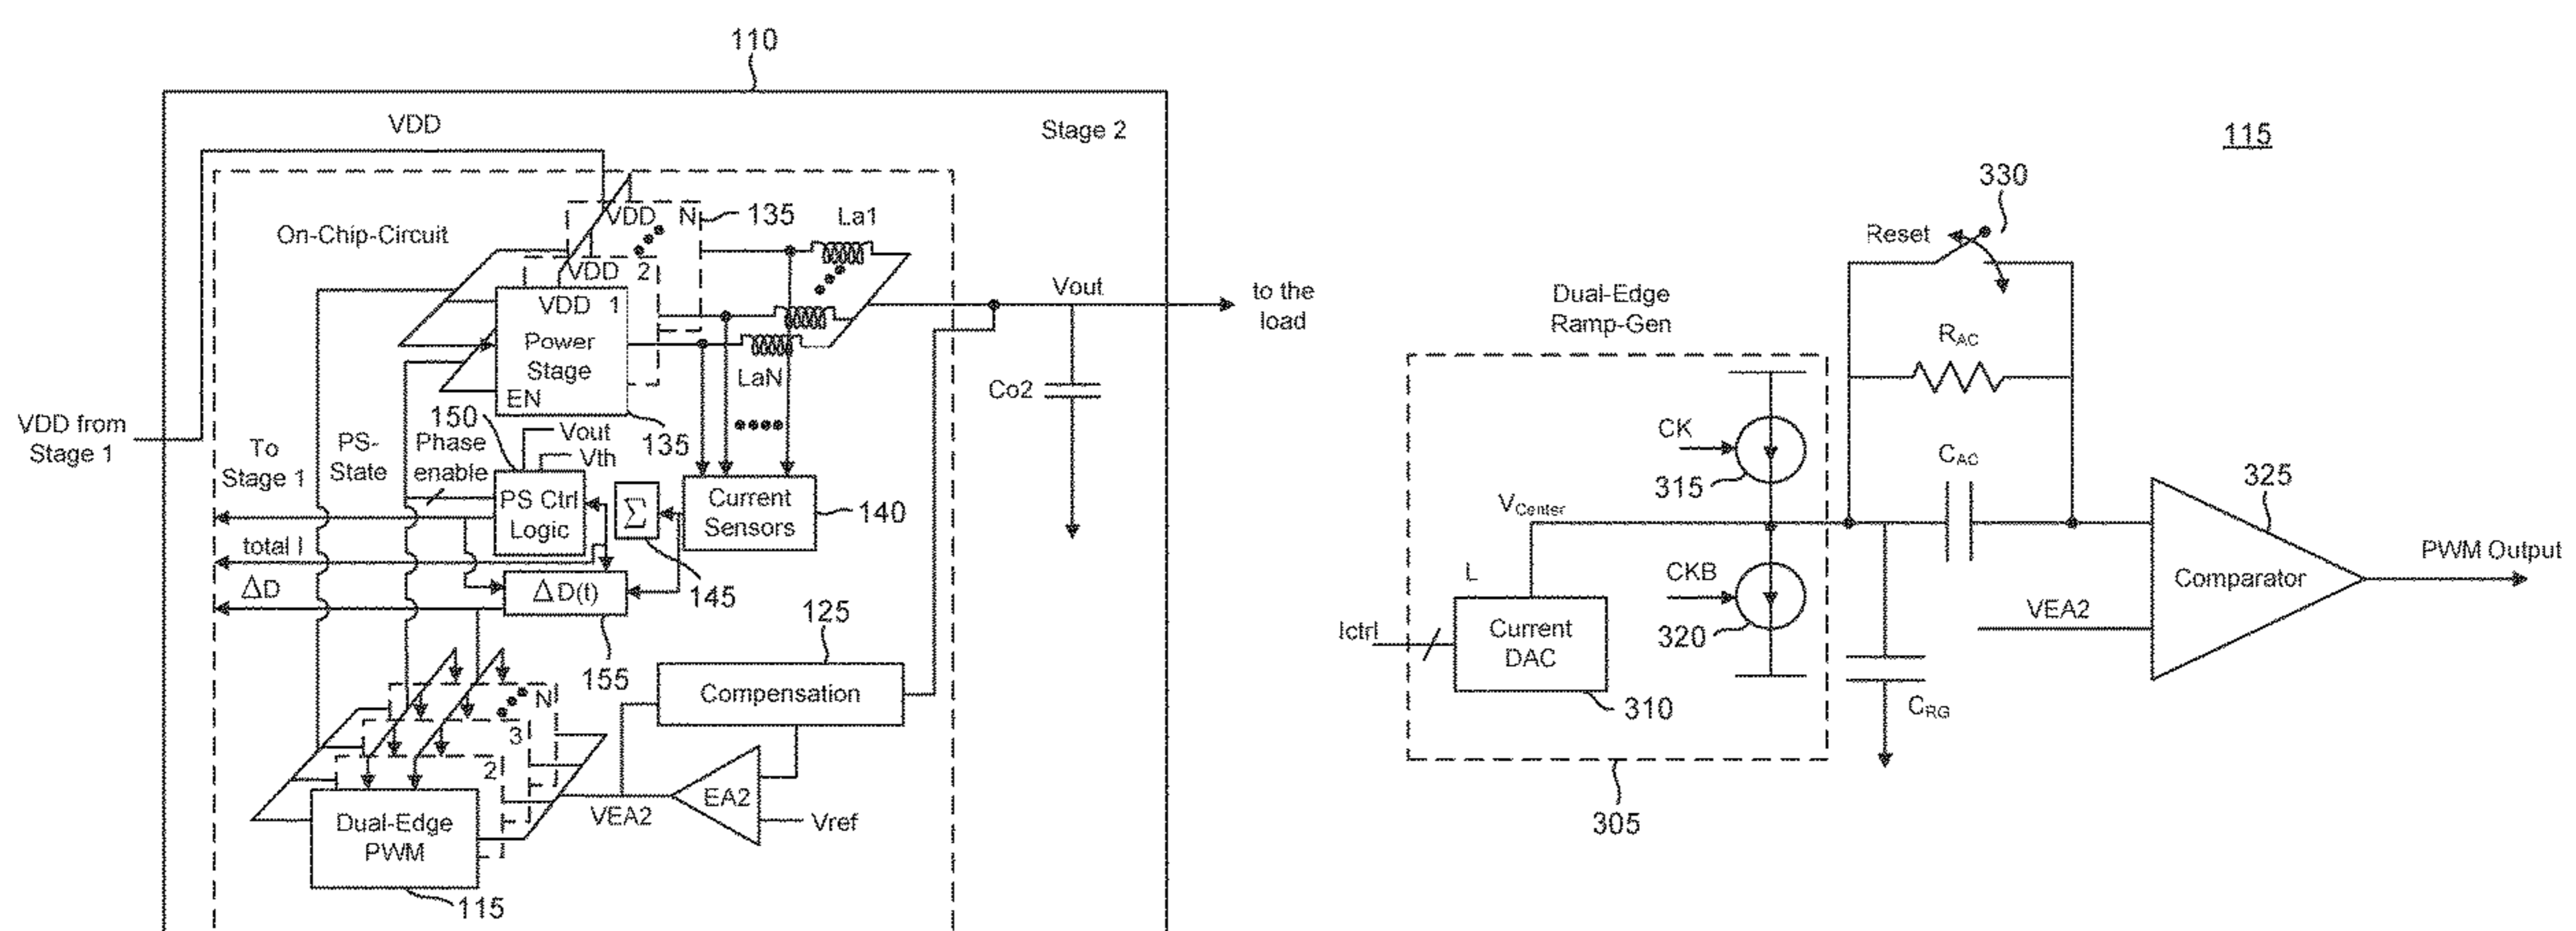 110
VDD
Stage 2
On-Chip-Circuit
VDD N
135
La1
VDD 2
VDD 1
Power
Stage
EN
135
LaN
Vout
to the
load
Co2
VDD from
Stage 1
To
Stage 1
PS-
State
Phase
enable
150
Vout
Vth
PS Ctrl
Logic
Σ
145
Current
Sensors
140
total I
ΔD
ΔD(t)
155
125
Compensation
N
3
2
Dual-Edge
PWM
115
VEA2
EA2
Vref
115
330
Reset
Dual-Edge
Ramp-Gen
RAC
CK
315
CAC
VCenter
325
L
CKB
320
Comparator
PWM Output
VEA2
Ictrl
Current
DAC
310
CRG
305